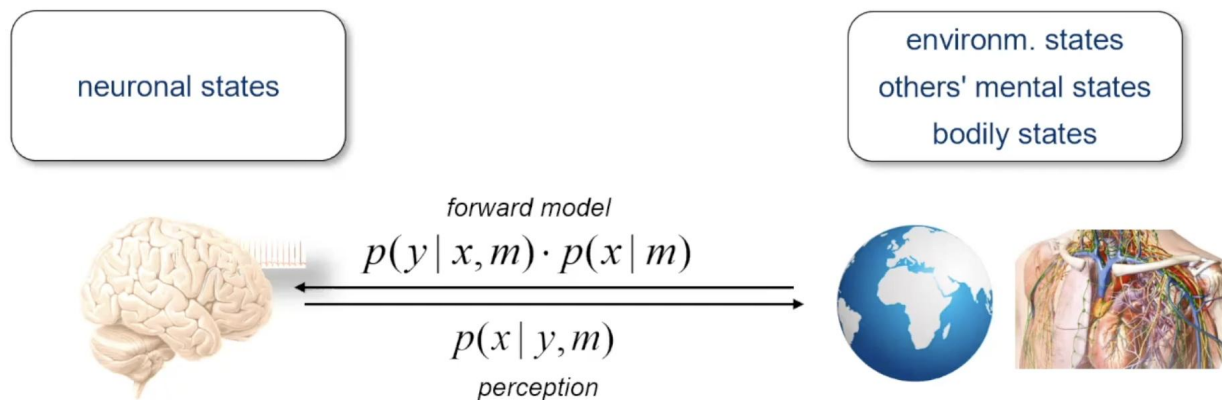 neuronal states
environm. states
others' mental states
bodily states
forward model
p(y | x, m) · p(x | m)
p(x | y, m)
perception